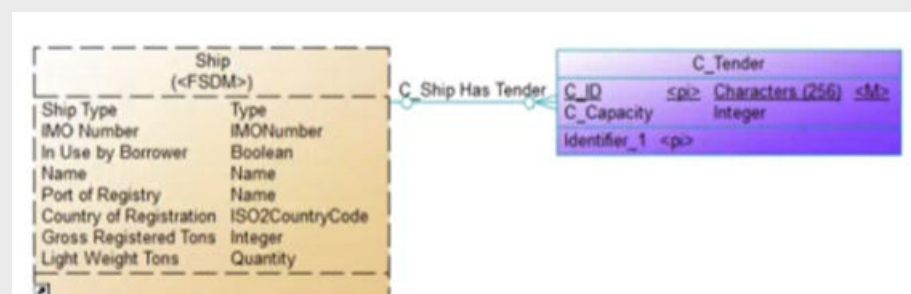 Ship
(<FSDM>)
Ship Type Type
IMO Number IMONumber
In Use by Borrower Boolean
Name Name
Port of Registry Name
Country of Registration ISO2CountryCode
Gross Registered Tons Integer
Light Weight Tons Quantity
C_Ship Has Tender
C_Tender
C_ID <pi> Characters (256) <M>
C_Capacity Integer
Identifier_1 <pi>